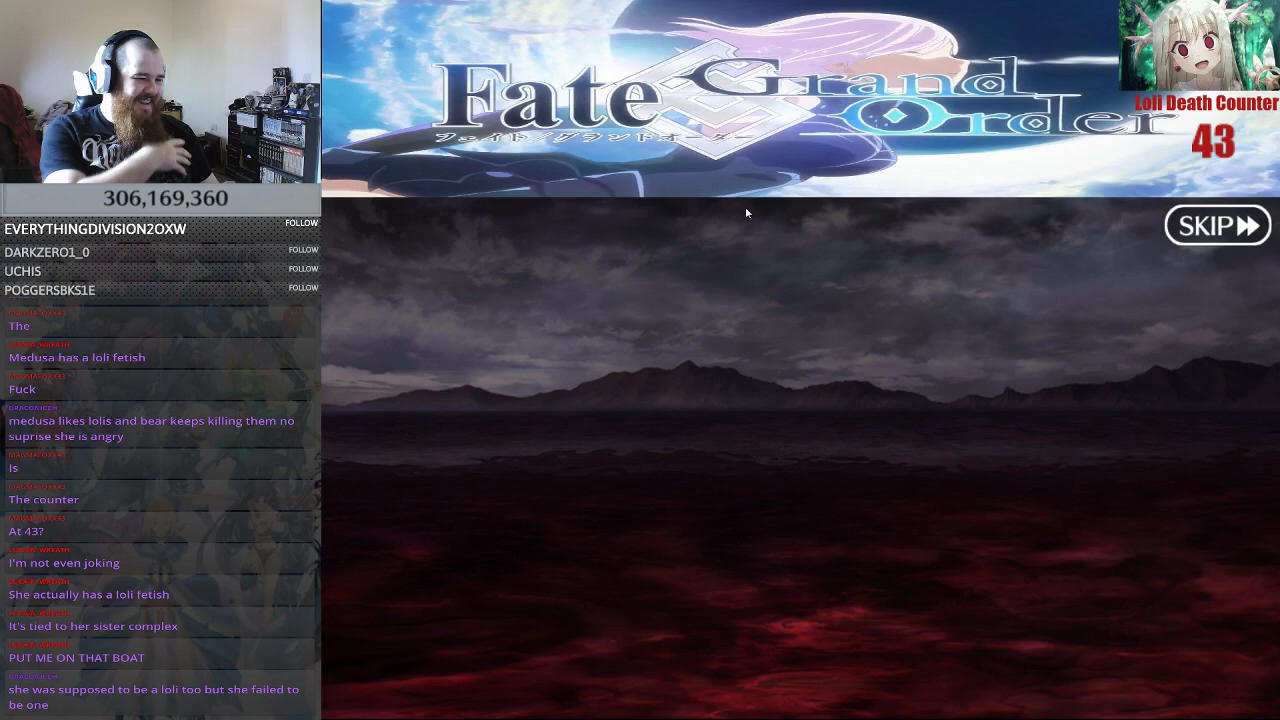 Fate Grand Order
フェイト/グランドオーダー
Loli Death Counter
43
SKIP
306,169,360
EVERYTHINGDIVISION2OXW FOLLOW
DARKZERO1_0 FOLLOW
UCHIS FOLLOW
POGGERSBKS1E FOLLOW
The
Medusa has a loli fetish
Fuck
DRACONICEH
medusa likes lolis and bear keeps killing them no
suprise she is angry
Is
The counter
At 43?
I'm not even joking
She actually has a loli fetish
It's tied to her sister complex
PUT ME ON THAT BOAT
DRACONICEH
she was supposed to be a loli too but she failed to
be one